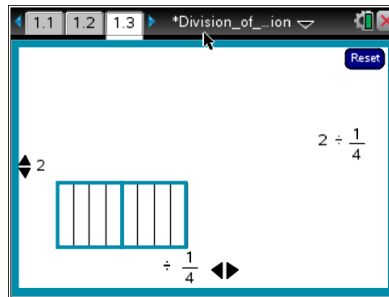 1.1 1.2 1.3 *Division_of_...ion
Reset
2 ÷ 1/4
2
÷ 1/4